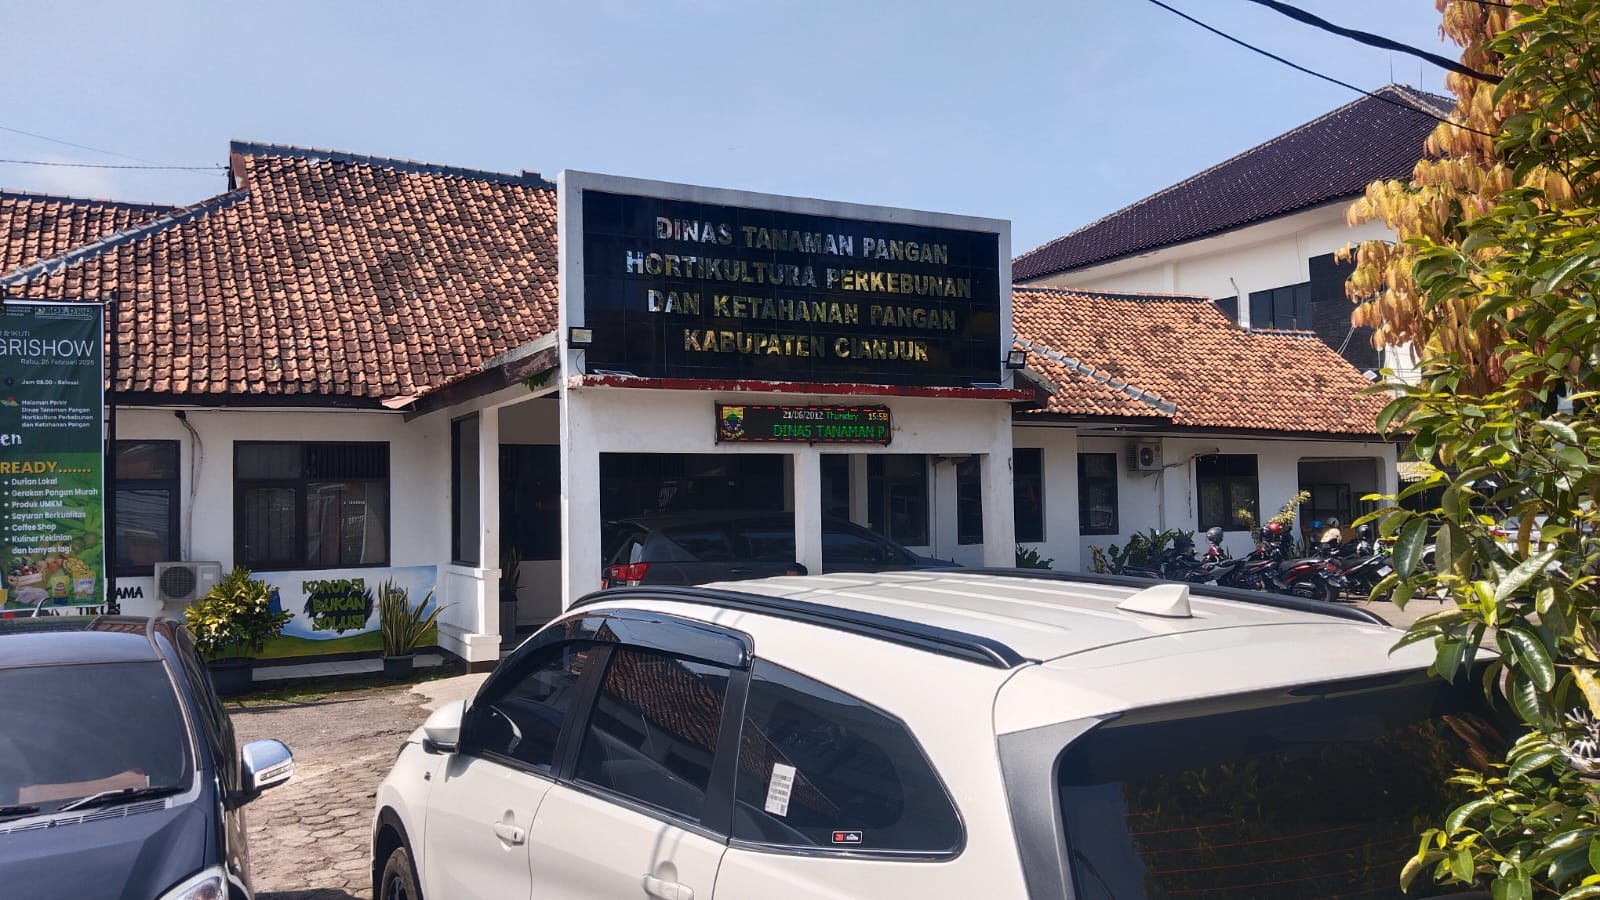 DINAS TANAMAN PANGAN
HORTIKULTURA PERKEBUNAN
DAN KETAHANAN PANGAN
KABUPATEN CIANJUR
21/06/2012 Thursday 15:58
DINAS TANAMAN P
& IKUTI
GRISHOW
Rabu, 26 Februari 2025
Jam 08.00 - Selesai
Halaman Parkir
Dinas Tanaman Pangan
Hortikultura Perkebunan
dan Ketahanan Pangan
en
READY.......
• Durian Lokal
• Gerakan Pangan Murah
• Produk UMKM
• Sayuran Berkualitas
• Coffee Shop
• Kuliner Kekinian
dan banyak lagi
AMA
KORUPSI
BUKAN
SOLUSI